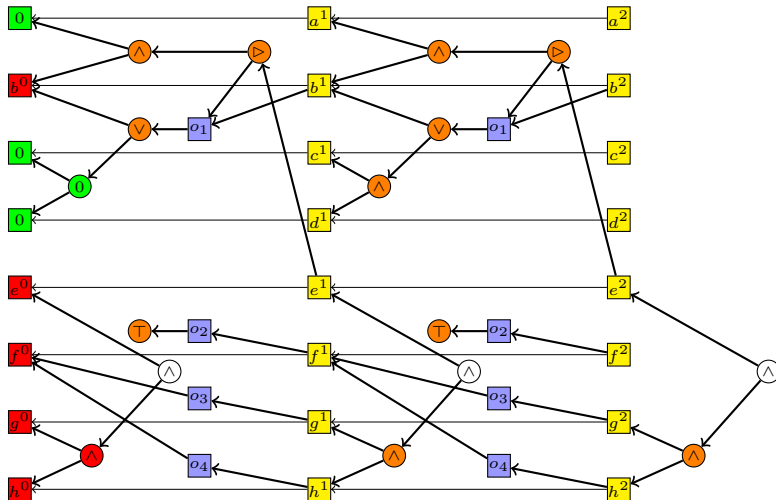 0 a¹ a²
∧ ▷ ∧ ▷
b⁰ b¹ b²
∨ o₁ ∨ o₁
0 c¹ c²
0 ∧
0 d¹ d²
e⁰ e¹ e²
⊤ o₂ ⊤ o₂
f⁰ f¹ f²
∧ ∧ ∧
o₃ o₃
g⁰ g¹ g²
∧ o₄ ∧ o₄ ∧
h⁰ h¹ h²